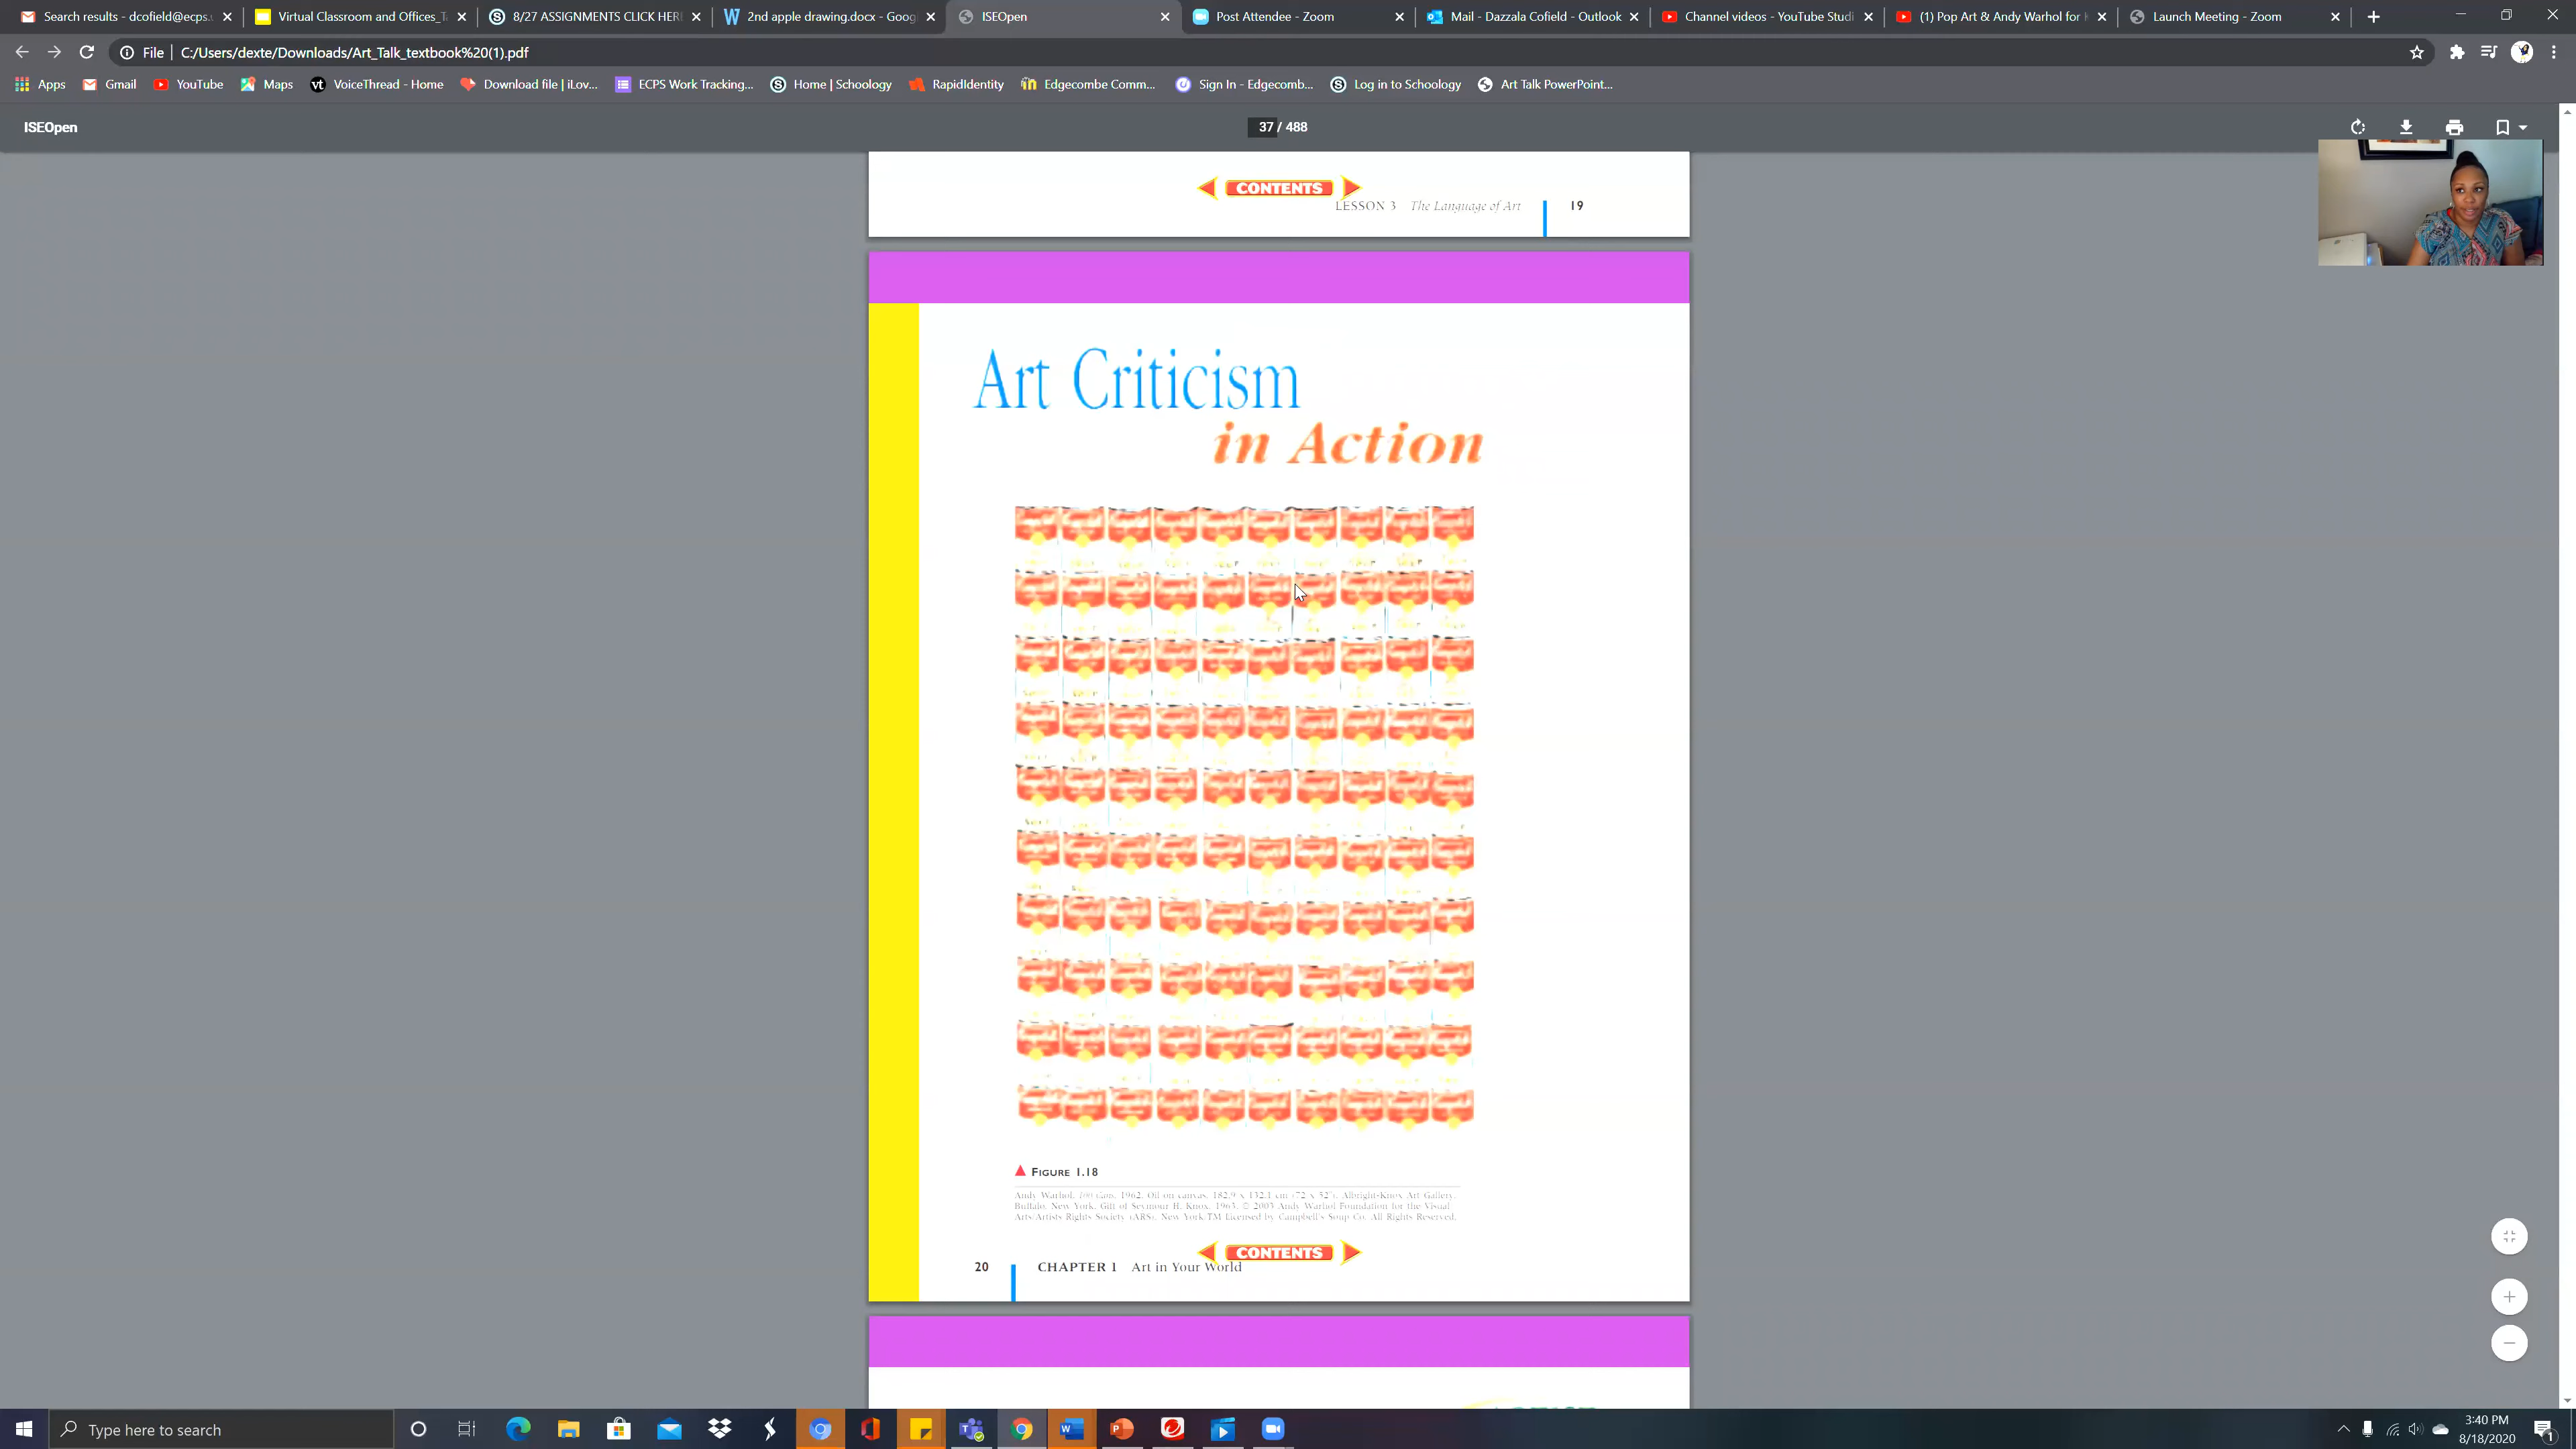 Search results - dcofield@ecps.u
Virtual Classroom and Offices_Ta
8/27 ASSIGNMENTS CLICK HERE
2nd apple drawing.docx - Goog
ISEOpen
Post Attendee - Zoom
Mail - Dazzala Cofield - Outlook
Channel videos - YouTube Studi
(1) Pop Art & Andy Warhol for K
Launch Meeting - Zoom
File | C:/Users/dexte/Downloads/Art_Talk_textbook%20(1).pdf
Apps Gmail YouTube Maps VoiceThread - Home Download file | iLov... ECPS Work Tracking... Home | Schoology RapidIdentity Edgecombe Comm... Sign In - Edgecomb... Log in to Schoology Art Talk PowerPoint...
ISEOpen
37 / 488
CONTENTS
LESSON 3 The Language of Art 19
Art Criticism
in Action
FIGURE 1.18
Andy Warhol. 100 Cans. 1962. Oil on canvas. 182.9 x 132.1 cm (72 x 52"). Albright-Knox Art Gallery,
Buffalo, New York. Gift of Seymour H. Knox, 1963. © 2003 Andy Warhol Foundation for the Visual
Arts/Artists Rights Society (ARS), New York/TM Licensed by Campbell's Soup Co. All Rights Reserved.
CONTENTS
20 CHAPTER 1 Art in Your World
Type here to search
3:40 PM
8/18/2020